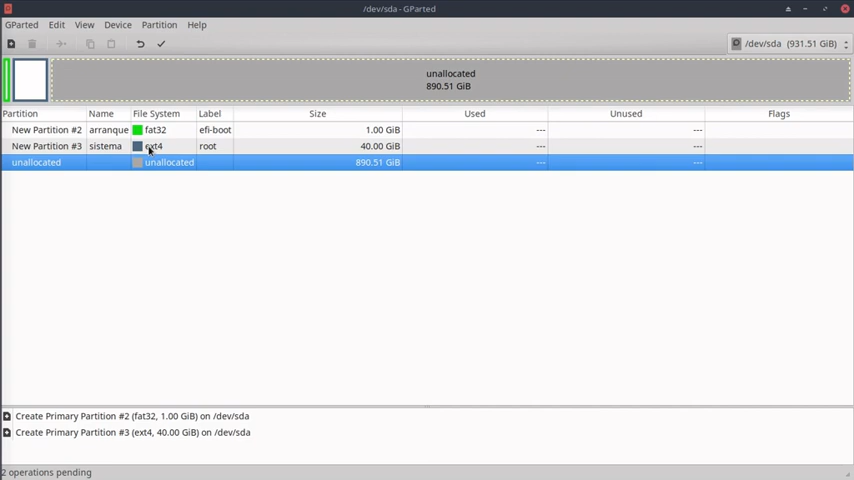 /dev/sda - GParted
GParted Edit View Device Partition Help
/dev/sda (931.51 GiB)
unallocated
890.51 GiB
Partition Name File System Label Size Used Unused Flags
New Partition #2 arranque fat32 efi-boot 1.00 GiB --- ---
New Partition #3 sistema ext4 root 40.00 GiB --- ---
unallocated unallocated 890.51 GiB --- ---
Create Primary Partition #2 (fat32, 1.00 GiB) on /dev/sda
Create Primary Partition #3 (ext4, 40.00 GiB) on /dev/sda
2 operations pending